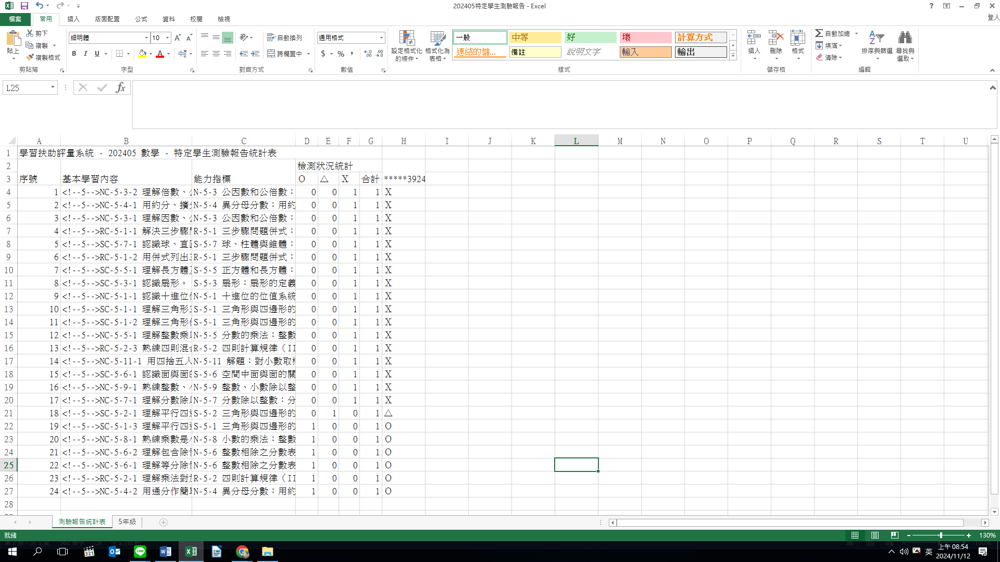 202405特定學生測驗報告 - Excel
登入
檔案 常用 插入 版面配置 公式 資料 校閱 檢視
貼上 剪下 複製 複製格式 剪貼簿
細明體 10 B I U 字型
自動換列 跨欄置中 對齊方式
通用格式 $ % 數值
設定格式化的條件 格式化為表格
一般 中等 好 壞 計算方式
連結的儲... 備註 說明文字 輸入 輸出
樣式
插入 刪除 格式 儲存格
自動加總 填滿 清除 排序與篩選 尋找與選取 編輯
L25 fx
A B C D E F G H I J K L M N O P Q R S T U
1 學習扶助評量系統 - 202405 數學 - 特定學生測驗報告統計表
2 檢測狀況統計
3 序號 基本學習內容 能力指標 O △ X 合計 *****3924
4 1 <!--5-->NC-5-3-2 理解倍數、 N-5-3 公因數和公倍數： 0 0 1 1 X
5 2 <!--5-->NC-5-4-1 用約分、擴 N-5-4 異分母分數：用約 0 0 1 1 X
6 3 <!--5-->NC-5-3-1 理解因數、 N-5-3 公因數和公倍數： 0 0 1 1 X
7 4 <!--5-->RC-5-1-1 解決三步驟 R-5-1 三步驟問題併式： 0 0 1 1 X
8 5 <!--5-->SC-5-7-1 認識球、直 S-5-7 球、柱體與錐體： 0 0 1 1 X
9 6 <!--5-->RC-5-1-2 用併式列出 R-5-1 三步驟問題併式： 0 0 1 1 X
10 7 <!--5-->SC-5-5-1 理解長方體 S-5-5 正方體和長方體： 0 0 1 1 X
11 8 <!--5-->SC-5-3-1 認識扇形。 S-5-3 扇形：扇形的定義 0 0 1 1 X
12 9 <!--5-->NC-5-1-1 認識十進位 N-5-1 十進位的位值系統 0 0 1 1 X
13 10 <!--5-->SC-5-1-1 理解三角形 S-5-1 三角形與四邊形的 0 0 1 1 X
14 11 <!--5-->SC-5-1-2 理解三角形 S-5-1 三角形與四邊形的 0 0 1 1 X
15 12 <!--5-->NC-5-5-1 理解整數乘 N-5-5 分數的乘法：整數 0 0 1 1 X
16 13 <!--5-->RC-5-2-3 熟練四則混 R-5-2 四則計算規律（II 0 0 1 1 X
17 14 <!--5-->NC-5-11-1 用四捨五入 N-5-11 解題：對小數取 0 0 1 1 X
18 15 <!--5-->SC-5-6-1 認識面與面 S-5-6 空間中面與面的關 0 0 1 1 X
19 16 <!--5-->NC-5-9-1 熟練整數、 N-5-9 整數、小數除以整 0 0 1 1 X
20 17 <!--5-->NC-5-7-1 理解分數除 N-5-7 分數除以整數：分 0 0 1 1 X
21 18 <!--5-->SC-5-2-1 理解平行四 S-5-2 三角形與四邊形的 0 1 0 1 △
22 19 <!--5-->SC-5-1-3 理解平行四 S-5-1 三角形與四邊形的 1 0 0 1 O
23 20 <!--5-->NC-5-8-1 熟練乘數是 N-5-8 小數的乘法：整數 1 0 0 1 O
24 21 <!--5-->NC-5-6-2 理解包含除 N-5-6 整數相除之分數表 1 0 0 1 O
25 22 <!--5-->NC-5-6-1 理解等分除 N-5-6 整數相除之分數表 1 0 0 1 O
26 23 <!--5-->RC-5-2-1 理解乘法對 R-5-2 四則計算規律（II 1 0 0 1 O
27 24 <!--5-->NC-5-4-2 用通分作簡 N-5-4 異分母分數：用約 1 0 0 1 O
28
測驗報告統計表 5年級
就緒 130%
英 上午 08:54
2024/11/12